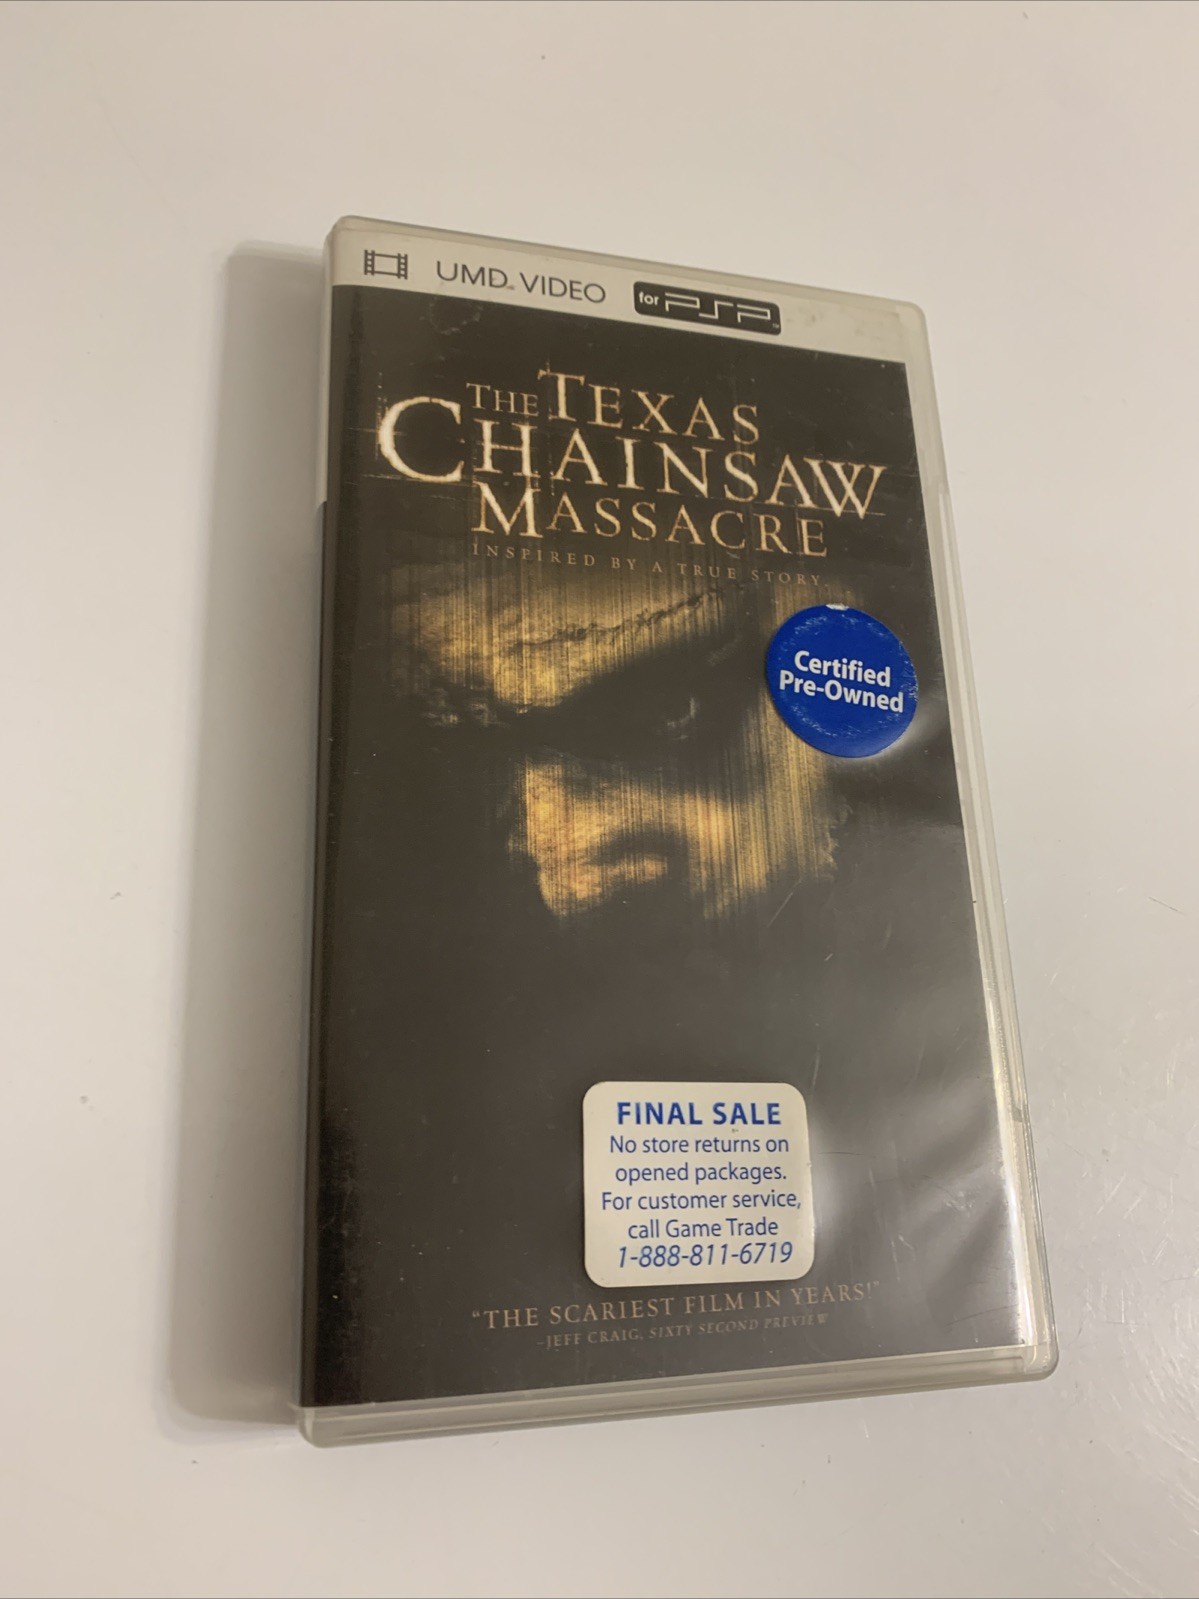 UMD™ VIDEO for PSP™
THE TEXAS
CHAINSAW
MASSACRE
INSPIRED BY A TRUE STORY.
Certified
Pre-Owned
FINAL SALE
No store returns on
opened packages.
For customer service,
call Game Trade
1-888-811-6719
"THE SCARIEST FILM IN YEARS!"
-JEFF CRAIG, SIXTY SECOND PREVIEW